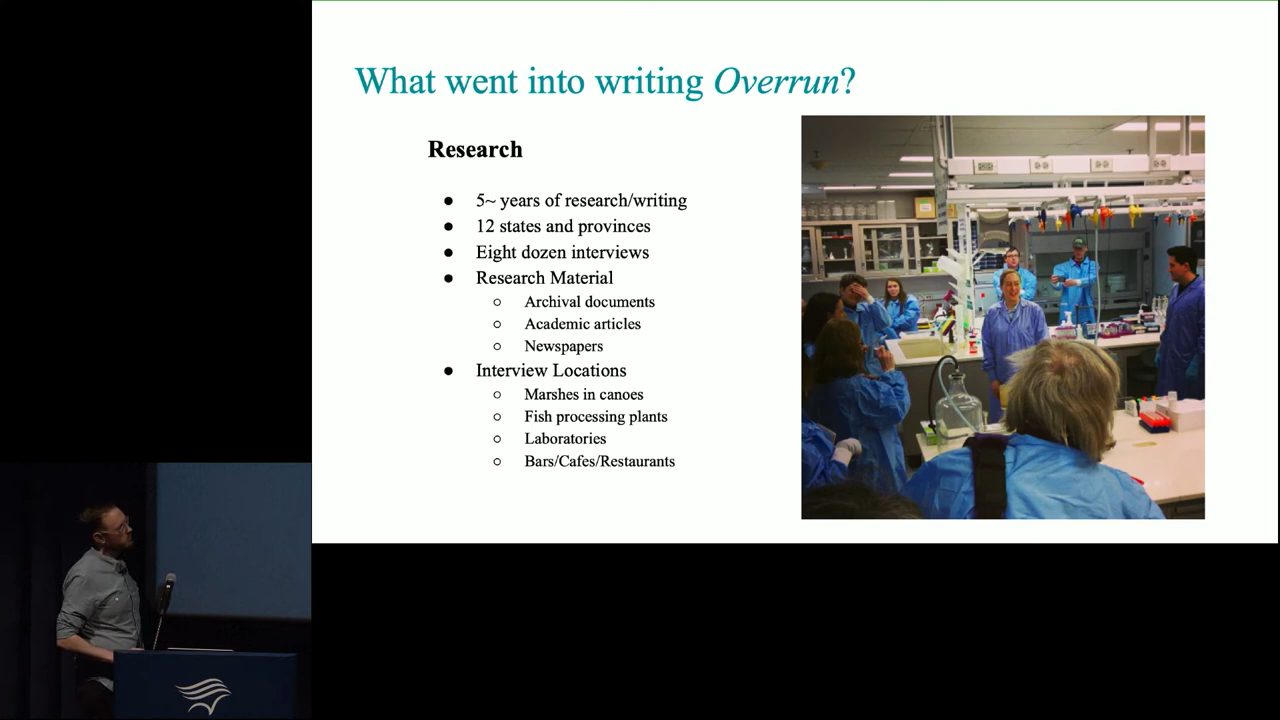 What went into writing Overrun?
Research
● 5~ years of research/writing
● 12 states and provinces
● Eight dozen interviews
● Research Material
○ Archival documents
○ Academic articles
○ Newspapers
● Interview Locations
○ Marshes in canoes
○ Fish processing plants
○ Laboratories
○ Bars/Cafes/Restaurants